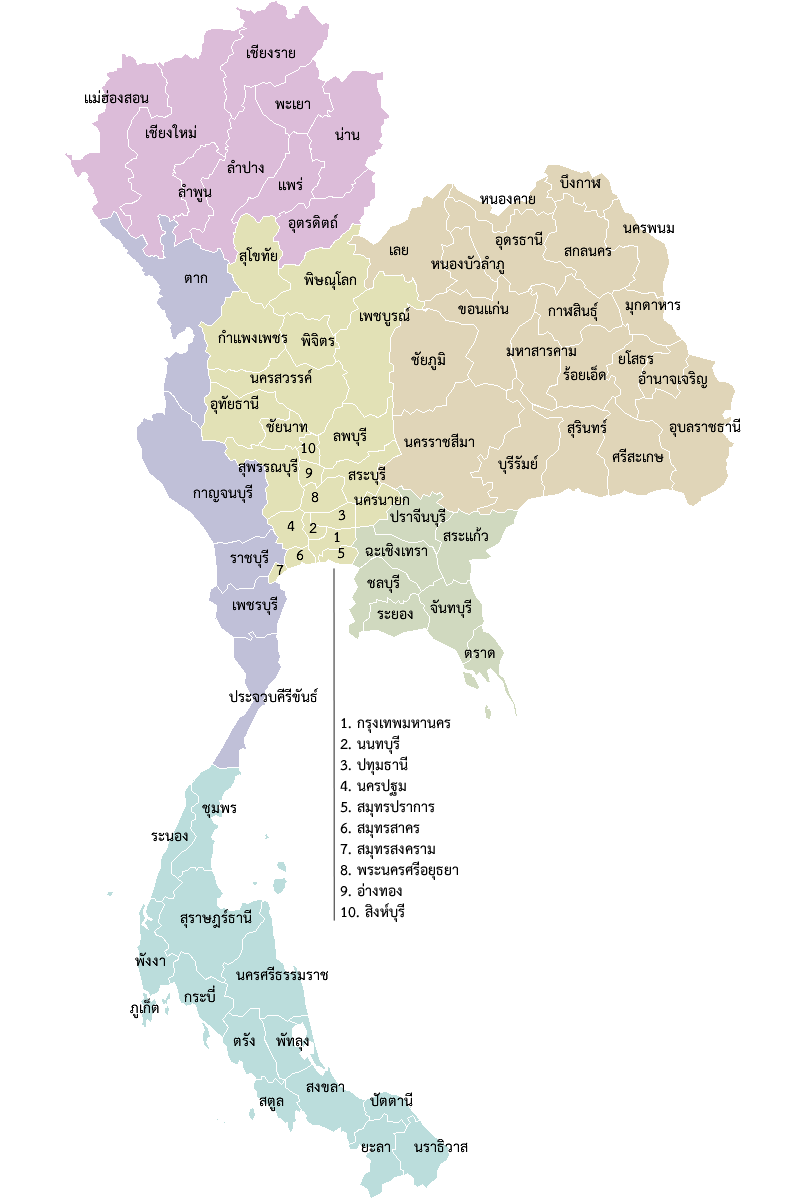 เชียงราย
แม่ฮ่องสอน
พะเยา
เชียงใหม่
น่าน
ลำปาง
แพร่
ลำพูน
อุตรดิตถ์
บึงกาฬ
หนองคาย
นครพนม
อุดรธานี
เลย
สกลนคร
สุโขทัย
หนองบัวลำภู
ตาก
พิษณุโลก
เพชรบูรณ์
ขอนแก่น
กาฬสินธุ์
มุกดาหาร
กำแพงเพชร
พิจิตร
ชัยภูมิ
มหาสารคาม
ยโสธร
ร้อยเอ็ด
อำนาจเจริญ
นครสวรรค์
อุทัยธานี
ชัยนาท
ลพบุรี
นครราชสีมา
สุรินทร์
อุบลราชธานี
10
สุพรรณบุรี
9
สระบุรี
บุรีรัมย์
ศรีสะเกษ
กาญจนบุรี
8
นครนายก
3
ปราจีนบุรี
4
2
1
สระแก้ว
ราชบุรี
6
5
ฉะเชิงเทรา
7
ชลบุรี
เพชรบุรี
ระยอง
จันทบุรี
ตราด
ประจวบคีรีขันธ์
1. กรุงเทพมหานคร
2. นนทบุรี
3. ปทุมธานี
4. นครปฐม
5. สมุทรปราการ
6. สมุทรสาคร
7. สมุทรสงคราม
8. พระนครศรีอยุธยา
9. อ่างทอง
10. สิงห์บุรี
ชุมพร
ระนอง
สุราษฎร์ธานี
พังงา
นครศรีธรรมราช
กระบี่
ภูเก็ต
ตรัง
พัทลุง
สงขลา
สตูล
ปัตตานี
ยะลา
นราธิวาส